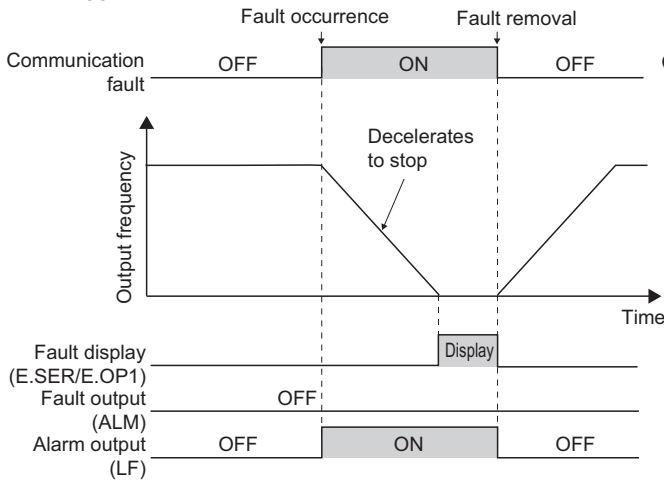 Fault occurrence
Fault removal
Communication
fault
OFF
ON
OFF
Decelerates
to stop
Output frequency
Time
Fault display
(E.SER/E.OP1)
Display
Fault output
(ALM)
OFF
Alarm output
(LF)
OFF
ON
OFF